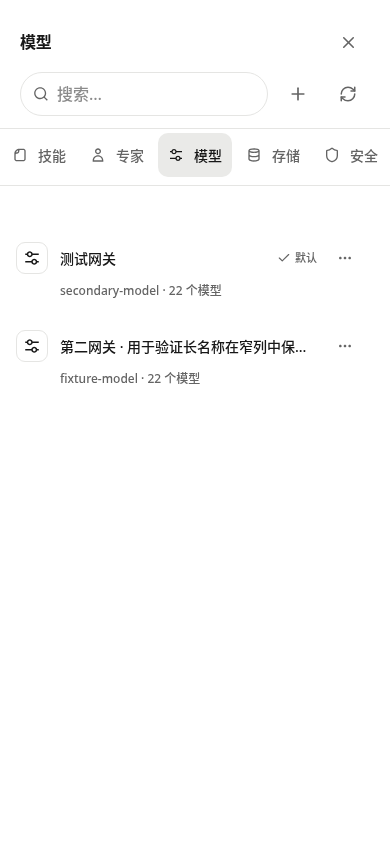 模型
搜索...
技能 专家 模型 存储 安全
测试网关 默认
secondary-model · 22 个模型
第二网关 · 用于验证长名称在窄列中保...
fixture-model · 22 个模型